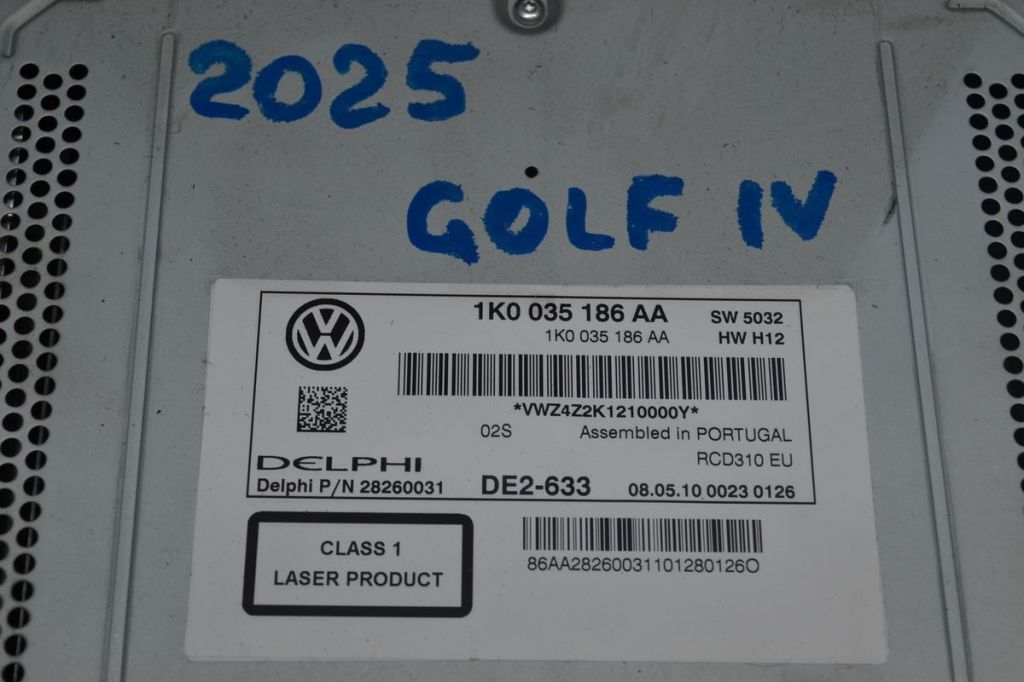 2025
GOLF IV
1K0 035 186 AA
SW 5032
1K0 035 186 AA
HW H12
*VWZ4Z2K1210000Y*
02S
Assembled in PORTUGAL
RCD310 EU
DELPHI
Delphi P/N 28260031
DE2-633
08.05.10 0023 0126
CLASS 1
LASER PRODUCT
86AA28260031101280126O